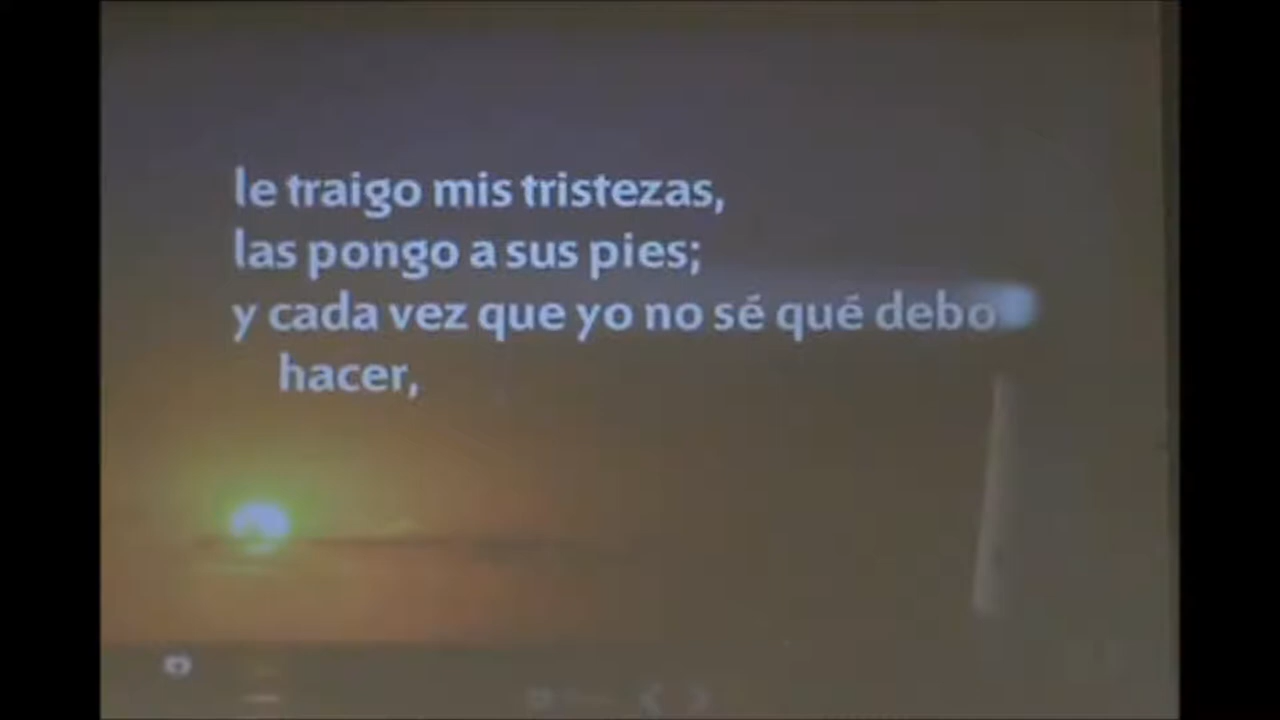 le traigo mis tristezas,
las pongo a sus pies;
y cada vez que yo no sé qué debo
hacer,